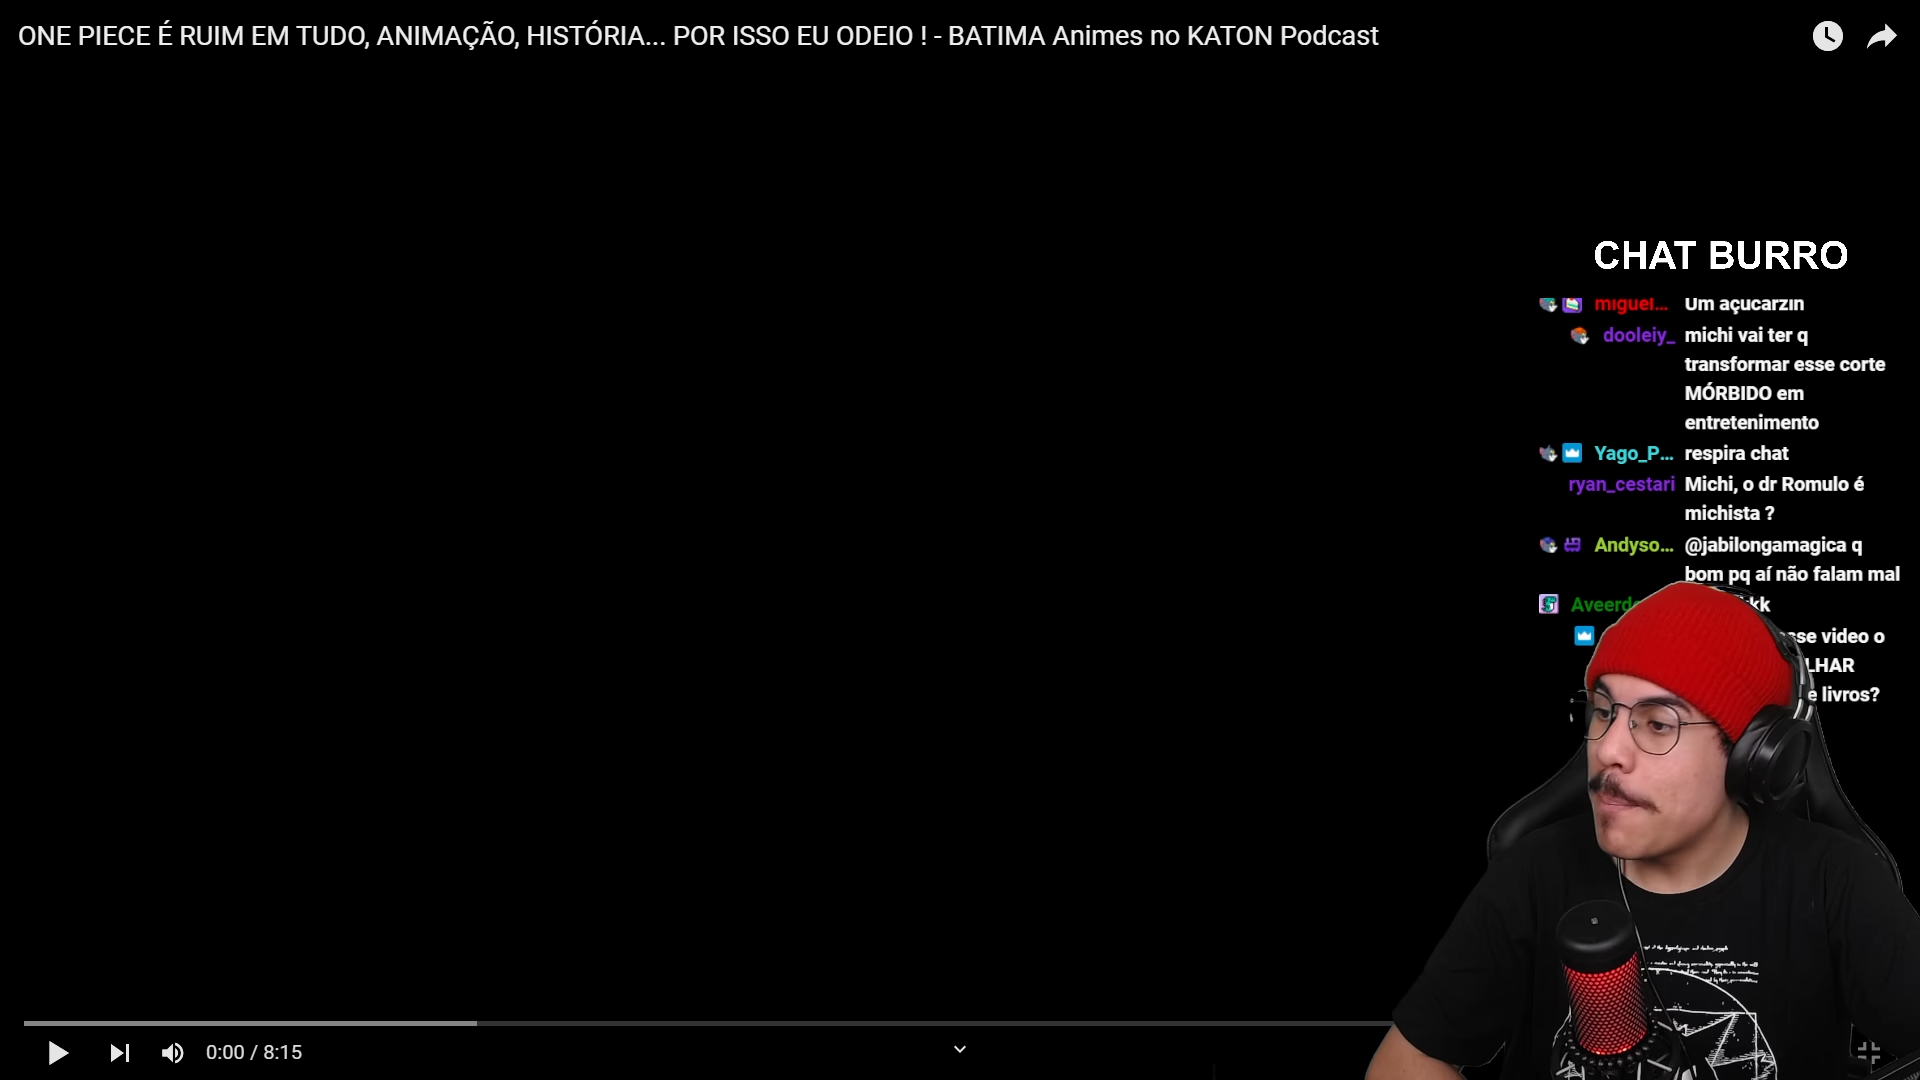 ONE PIECE É RUIM EM TUDO, ANIMAÇÃO, HISTÓRIA... POR ISSO EU ODEIO ! - BATIMA Animes no KATON Podcast
CHAT BURRO
miguel... Um açucarzin
dooleiy_ michi vai ter q
transformar esse corte
MÓRBIDO em
entretenimento
Yago_P... respira chat
ryan_cestari Michi, o dr Romulo é
michista ?
Andyso... @jabilongamagica q
bom pq aí não falam mal
video o
livros?
0:00 / 8:15